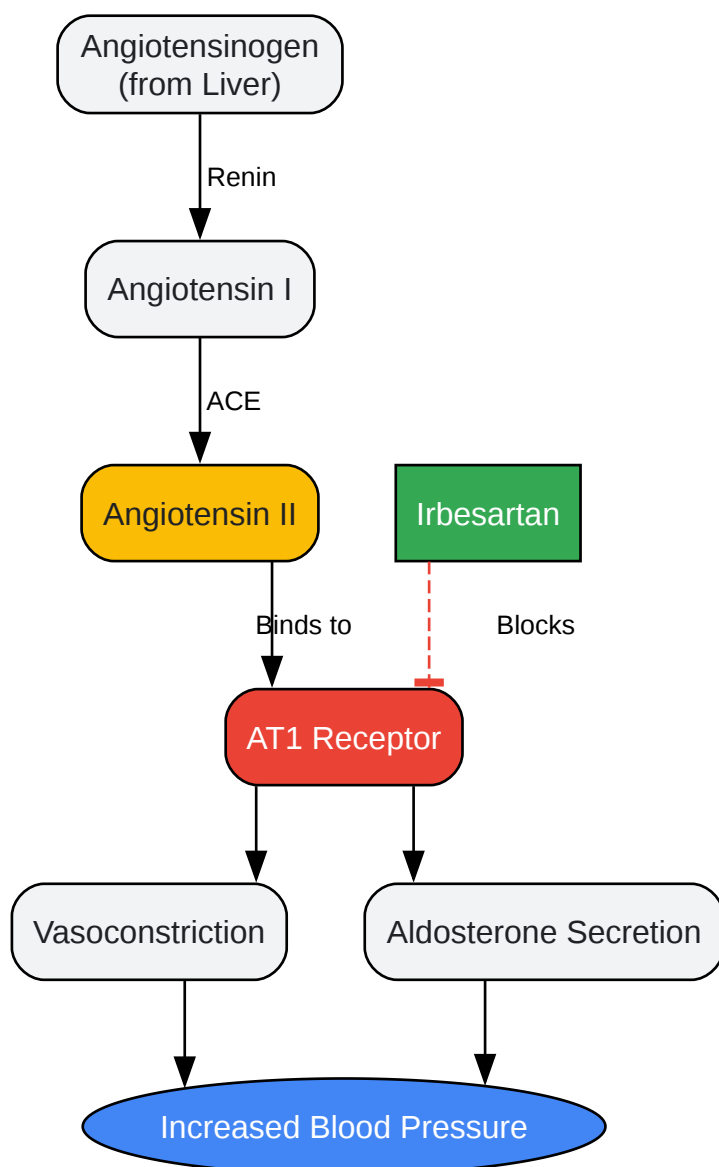 Angiotensinogen
(from Liver)
Renin
Angiotensin I
ACE
Angiotensin II
Irbesartan
Binds to
Blocks
AT1 Receptor
Vasoconstriction
Aldosterone Secretion
Increased Blood Pressure